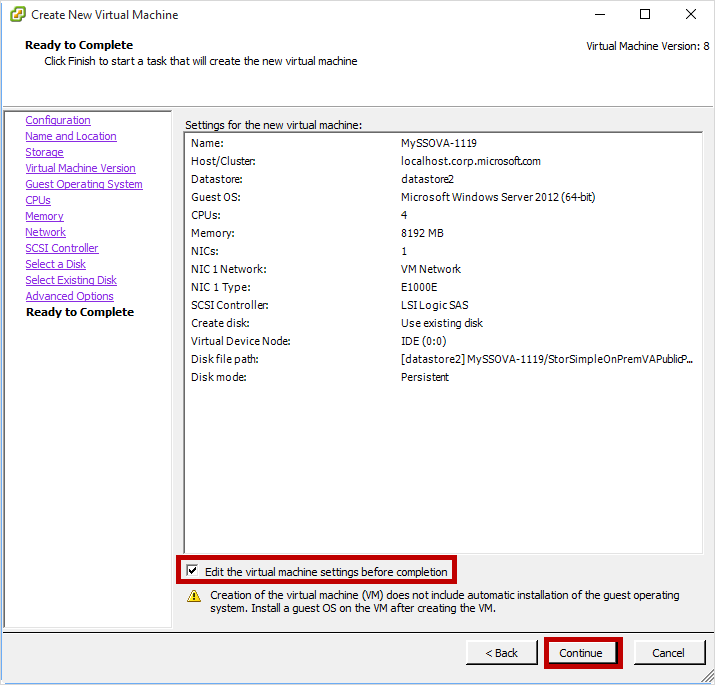 Create New Virtual Machine
Ready to Complete
Click Finish to start a task that will create the new virtual machine
Virtual Machine Version: 8
Configuration
Name and Location
Storage
Virtual Machine Version
Guest Operating System
CPUs
Memory
Network
SCSI Controller
Select a Disk
Select Existing Disk
Advanced Options
Ready to Complete
Settings for the new virtual machine:
Name: MySSOVA-1119
Host/Cluster: localhost.corp.microsoft.com
Datastore: datastore2
Guest OS: Microsoft Windows Server 2012 (64-bit)
CPUs: 4
Memory: 8192 MB
NICs: 1
NIC 1 Network: VM Network
NIC 1 Type: E1000E
SCSI Controller: LSI Logic SAS
Create disk: Use existing disk
Virtual Device Node: IDE (0:0)
Disk file path: [datastore2] MySSOVA-1119/StorSimpleOnPremVAPublicP...
Disk mode: Persistent
Edit the virtual machine settings before completion
Creation of the virtual machine (VM) does not include automatic installation of the guest operating
system. Install a guest OS on the VM after creating the VM.
< Back
Continue
Cancel